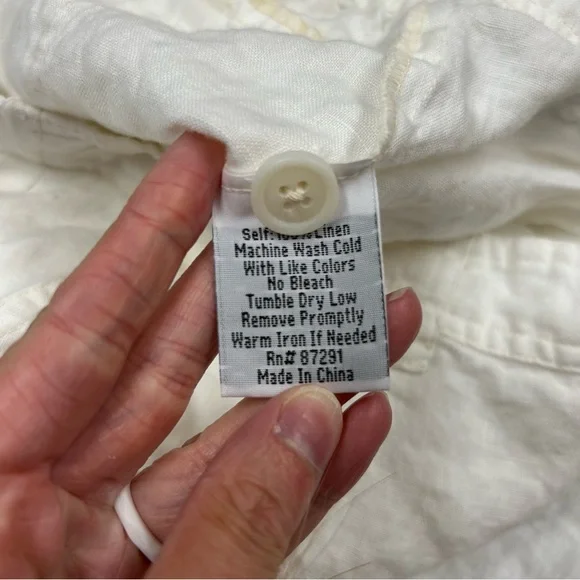 Self: 100% Linen
Machine Wash Cold
With Like Colors
No Bleach
Tumble Dry Low
Remove Promptly
Warm Iron If Needed
Rn# 87291
Made In China